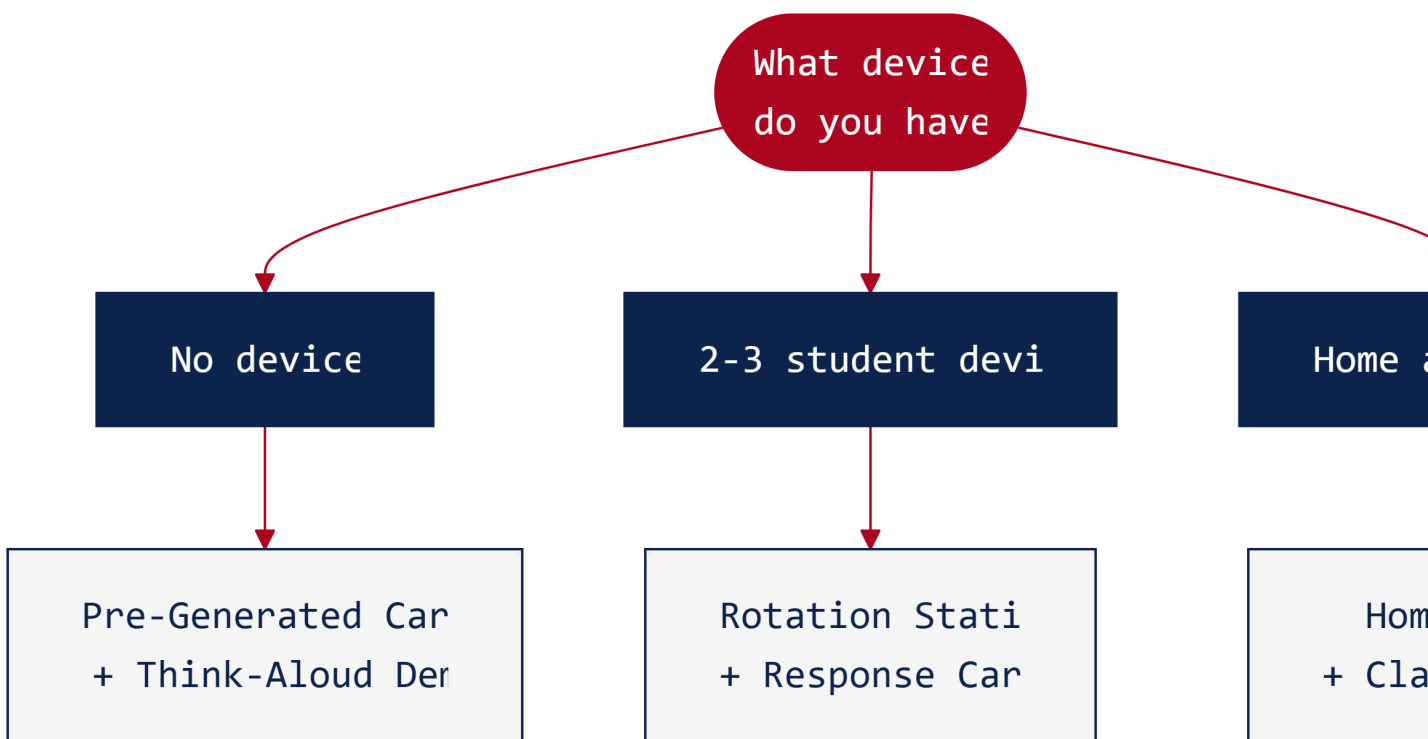 What device
do you have
No device
2-3 student devi
Home a
Pre-Generated Car
+ Think-Aloud Der
Rotation Stati
+ Response Car
Hom
+ Cla